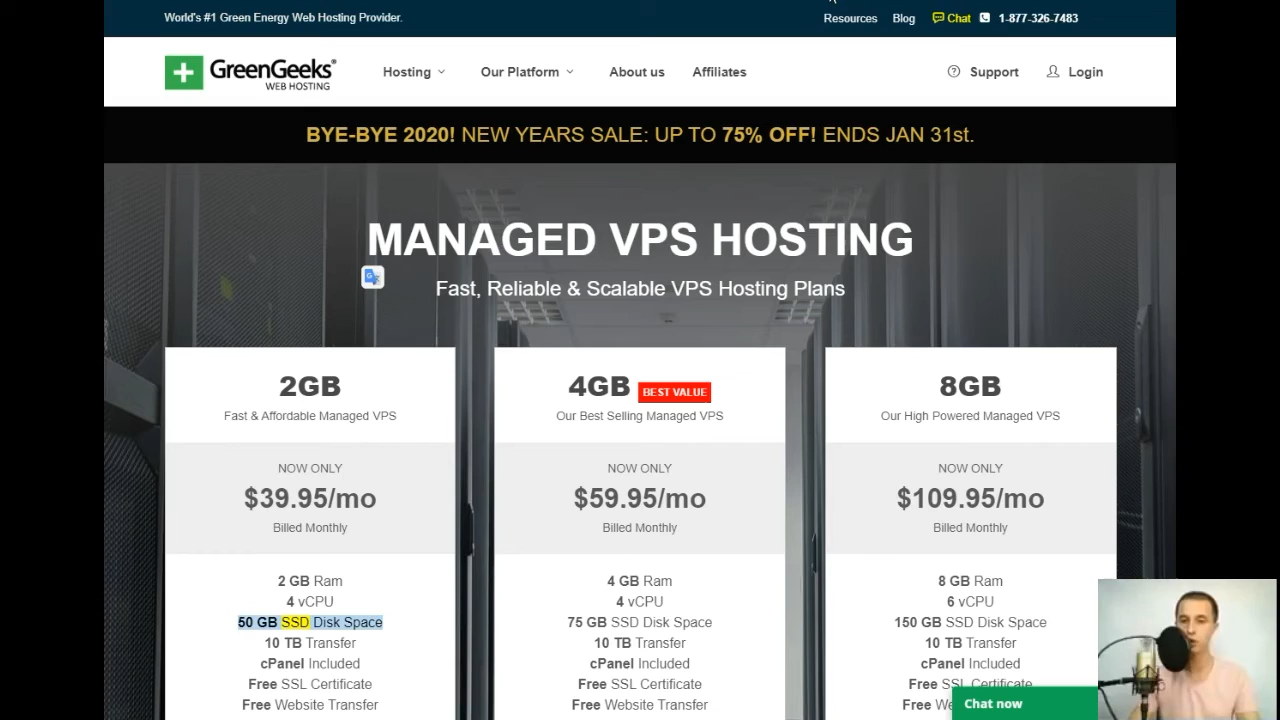 World's #1 Green Energy Web Hosting Provider.
Resources Blog Chat 1-877-326-7483
GreenGeeks®
WEB HOSTING
Hosting Our Platform About us Affiliates Support Login
BYE-BYE 2020! NEW YEARS SALE: UP TO 75% OFF! ENDS JAN 31st.
MANAGED VPS HOSTING
Fast, Reliable & Scalable VPS Hosting Plans
2GB
Fast & Affordable Managed VPS
NOW ONLY
$39.95/mo
Billed Monthly
2 GB Ram
4 vCPU
50 GB SSD Disk Space
10 TB Transfer
cPanel Included
Free SSL Certificate
Free Website Transfer
4GB BEST VALUE
Our Best Selling Managed VPS
NOW ONLY
$59.95/mo
Billed Monthly
4 GB Ram
4 vCPU
75 GB SSD Disk Space
10 TB Transfer
cPanel Included
Free SSL Certificate
Free Website Transfer
8GB
Our High Powered Managed VPS
NOW ONLY
$109.95/mo
Billed Monthly
8 GB Ram
6 vCPU
150 GB SSD Disk Space
10 TB Transfer
cPanel Included
Free SSL Certificate
Free
Chat now